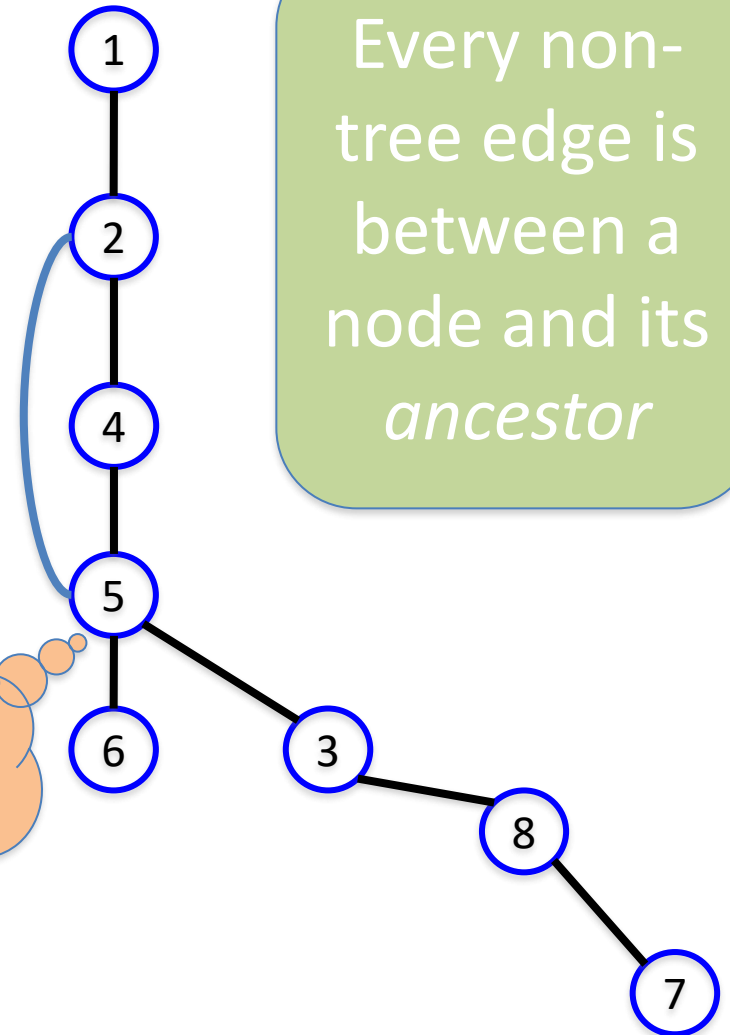 1
Every non-
tree edge is
between a
node and its
ancestor
2
4
5
6
3
8
7